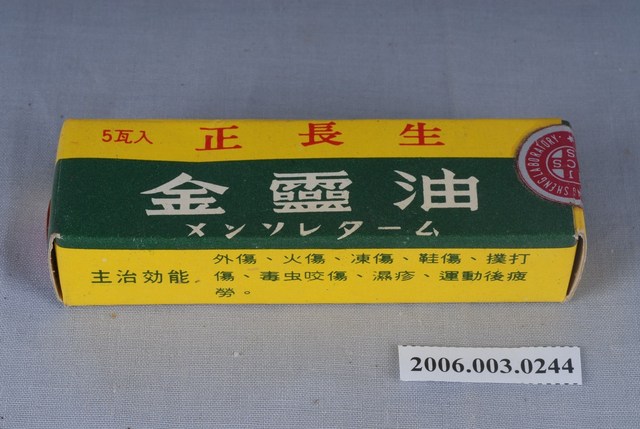 5瓦入 正長生
金靈油
メンソレターム
主治効能 外傷、火傷、凍傷、鞋傷、撲打
傷、毒虫咬傷、濕疹、運動後疲
勞。
SHENG LABORATORY
2006.003.0244